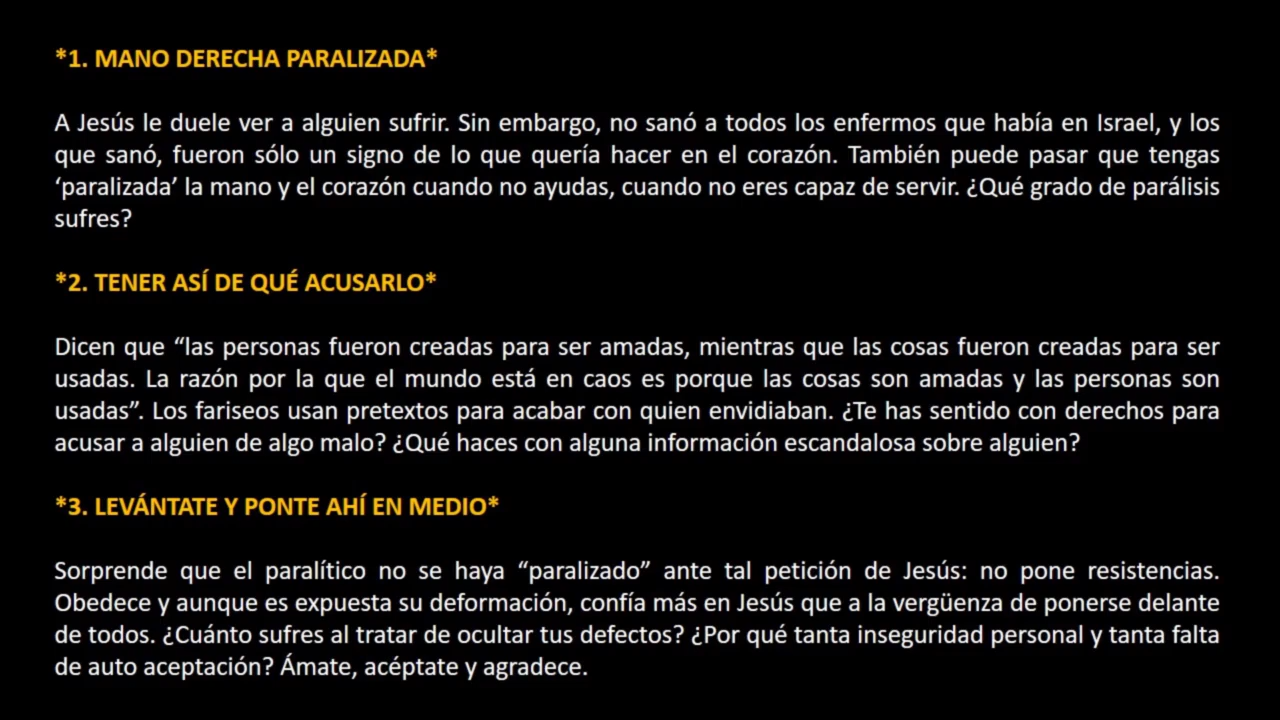 *1. MANO DERECHA PARALIZADA*
A Jesús le duele ver a alguien sufrir. Sin embargo, no sanó a todos los enfermos que había en Israel, y los
que sanó, fueron sólo un signo de lo que quería hacer en el corazón. También puede pasar que tengas
‘paralizada’ la mano y el corazón cuando no ayudas, cuando no eres capaz de servir. ¿Qué grado de parálisis
sufres?
*2. TENER ASÍ DE QUÉ ACUSARLO*
Dicen que “las personas fueron creadas para ser amadas, mientras que las cosas fueron creadas para ser
usadas. La razón por la que el mundo está en caos es porque las cosas son amadas y las personas son
usadas”. Los fariseos usan pretextos para acabar con quien envidiaban. ¿Te has sentido con derechos para
acusar a alguien de algo malo? ¿Qué haces con alguna información escandalosa sobre alguien?
*3. LEVÁNTATE Y PONTE AHÍ EN MEDIO*
Sorprende que el paralítico no se haya “paralizado” ante tal petición de Jesús: no pone resistencias.
Obedece y aunque es expuesta su deformación, confía más en Jesús que a la vergüenza de ponerse delante
de todos. ¿Cuánto sufres al tratar de ocultar tus defectos? ¿Por qué tanta inseguridad personal y tanta falta
de auto aceptación? Ámate, acéptate y agradece.